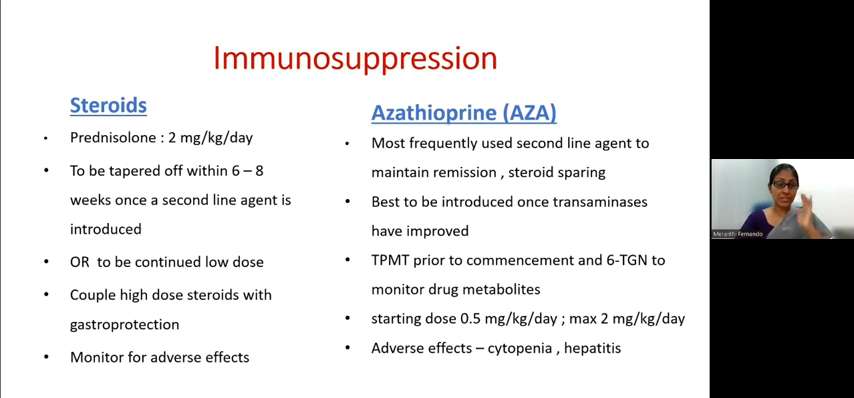 Immunosuppression
Steroids
• Prednisolone : 2 mg/kg/day
• To be tapered off within 6 – 8
weeks once a second line agent is
introduced
• OR to be continued low dose
• Couple high dose steroids with
gastroprotection
• Monitor for adverse effects
Azathioprine (AZA)
• Most frequently used second line agent to
maintain remission , steroid sparing
• Best to be introduced once transaminases
have improved
• TPMT prior to commencement and 6-TGN to
monitor drug metabolites
• starting dose 0.5 mg/kg/day ; max 2 mg/kg/day
• Adverse effects – cytopenia , hepatitis
Meranthi Fernando